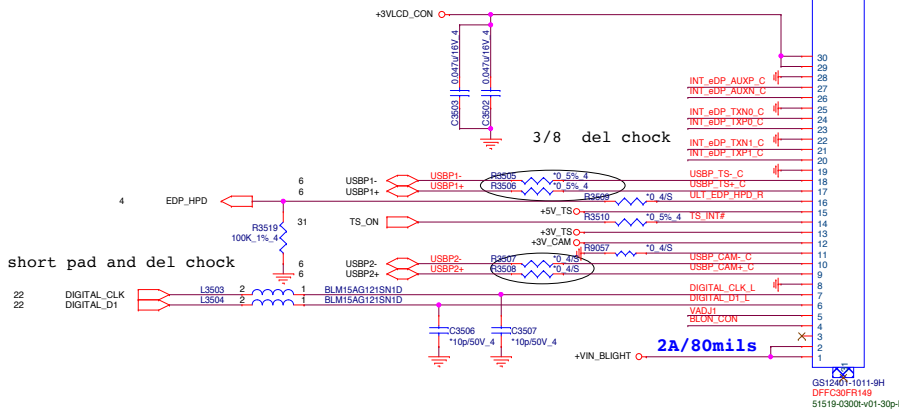 +3VLCD_CON
0.047u/16V_4
0.047u/16V_4
C3503
C3502
30
29
28
INT_eDP_AUXP_C 27
INT_eDP_AUXN_C 26
25
INT_eDP_TXN0_C 24
INT_eDP_TXP0_C 23
22
INT_eDP_TXN1_C 21
INT_eDP_TXP1_C 20
19
3/8 del chock
6 USBP1- USBP1- R3505 *0_5%_4 USBP_TS-_C 18
6 USBP1+ USBP1+ R3506 *0_5%_4 USBP_TS+_C 17
4 EDP_HPD R3509 *0_4/S ULT_EDP_HPD_R 16
+5V_TS 15
31 TS_ON R3510 *0_5%_4 TS_INT# 14
R3519
100K_1%_4
+3V_TS 13
+3V_CAM 12
R9057 *0_4/S 11
short pad and del chock
6 USBP2- USBP2- R3507 *0_4/S USBP_CAM-_C 10
6 USBP2+ USBP2+ R3508 *0_4/S USBP_CAM+_C 9
8
22 DIGITAL_CLK L3503 2 1 BLM15AG121SN1D DIGITAL_CLK_L 7
22 DIGITAL_D1 L3504 2 1 BLM15AG121SN1D DIGITAL_D1_L 6
VADJ1 5
BLON_CON 4
C3506
*10p/50V_4
C3507
*10p/50V_4
3
2A/80mils
2
+VIN_BLIGHT 1
GS12401-1011-9H
DFFC30FR149